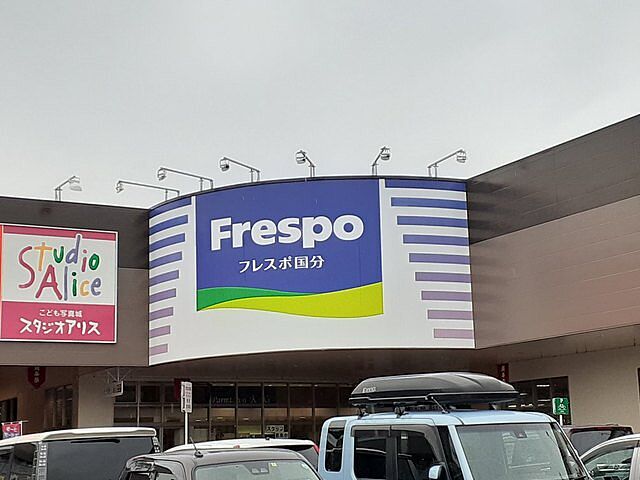 Frespo
フレスポ国分
Studio
Alice
こども写真城
スタジオアリス